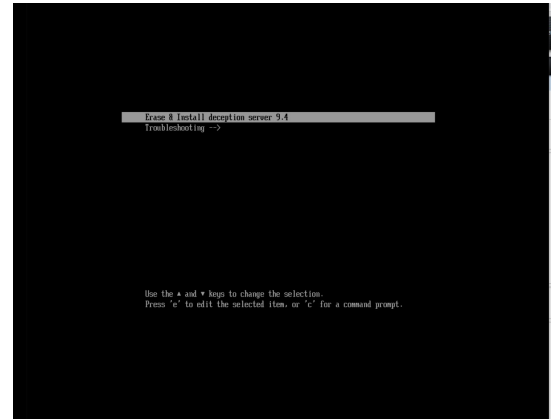 Erase & Install deception server 9.4
Troubleshooting -->
Use the ▲ and ▼ keys to change the selection.
Press 'e' to edit the selected item, or 'c' for a command prompt.